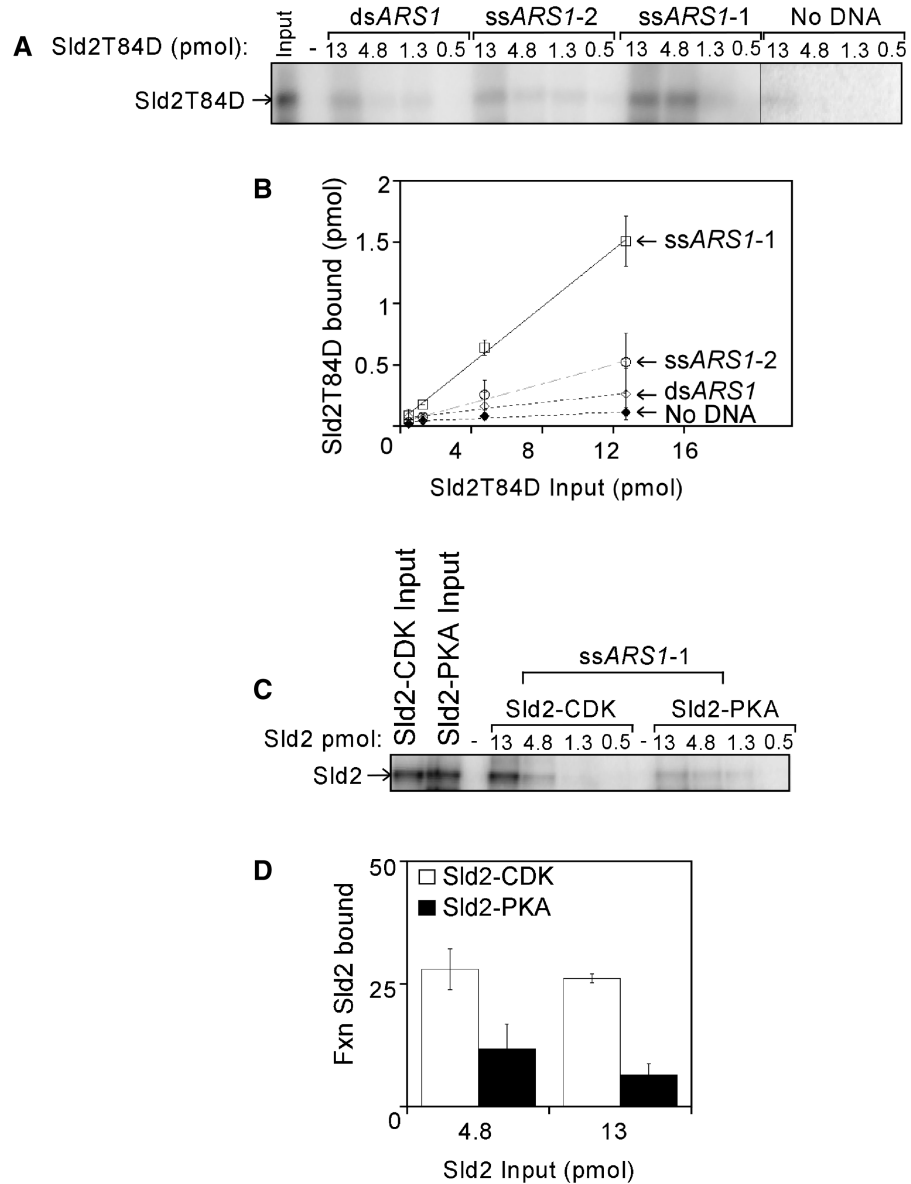 dsARS1 ssARS1-2 ssARS1-1 No DNA
A Sld2T84D (pmol): Input - 13 4.8 1.3 0.5 13 4.8 1.3 0.5 13 4.8 1.3 0.5 13 4.8 1.3 0.5
Sld2T84D
B
Sld2T84D bound (pmol)
2
1.5
1
0.5
0 4 8 12 16
ssARS1-1
ssARS1-2
dsARS1
No DNA
Sld2T84D Input (pmol)
C
Sld2-CDK Input
Sld2-PKA Input
ssARS1-1
Sld2-CDK Sld2-PKA
Sld2 pmol: - 13 4.8 1.3 0.5 - 13 4.8 1.3 0.5
Sld2
D
Fxn Sld2 bound
50
25
0
Sld2-CDK
Sld2-PKA
4.8 13
Sld2 Input (pmol)